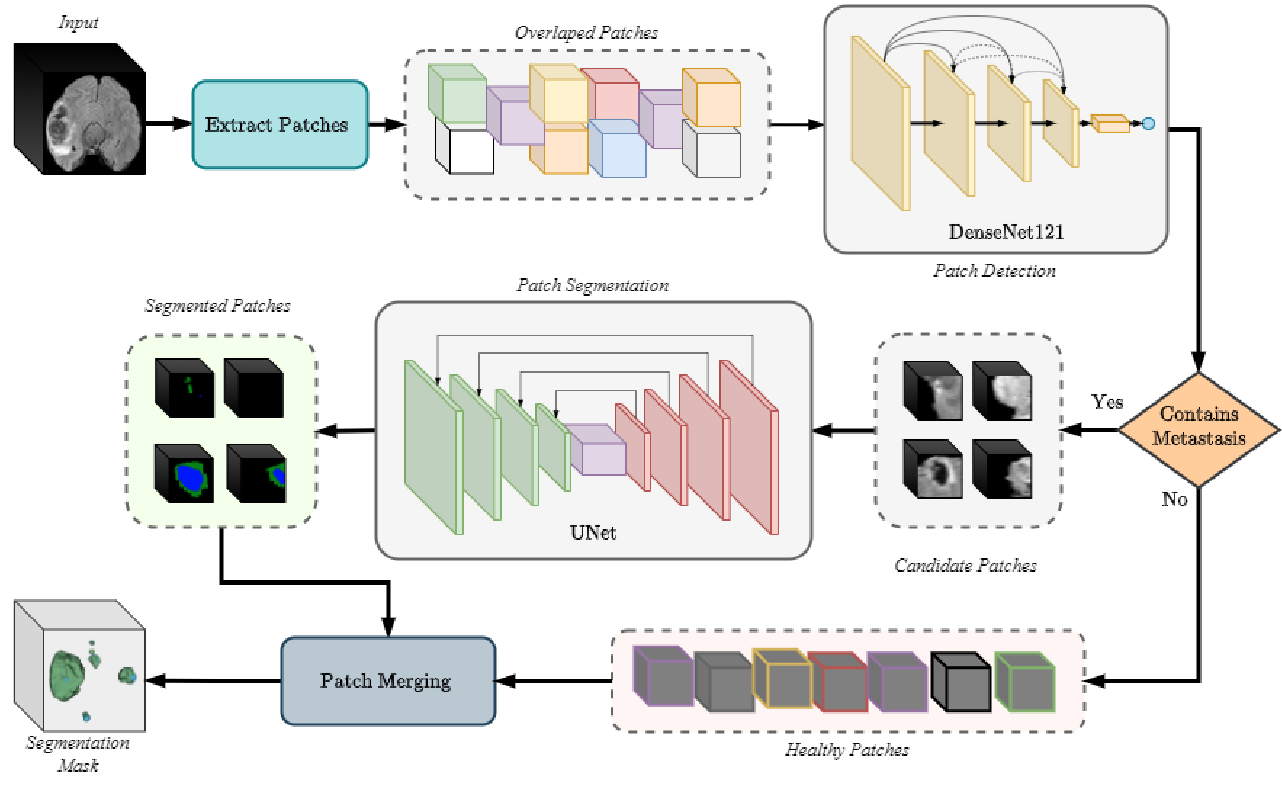 Input
Extract Patches
Overlaped Patches
DenseNet121
Patch Detection
Contains
Metastasis
Yes
No
Candidate Patches
Patch Segmentation
UNet
Segmented Patches
Healthy Patches
Patch Merging
Segmentation
Mask